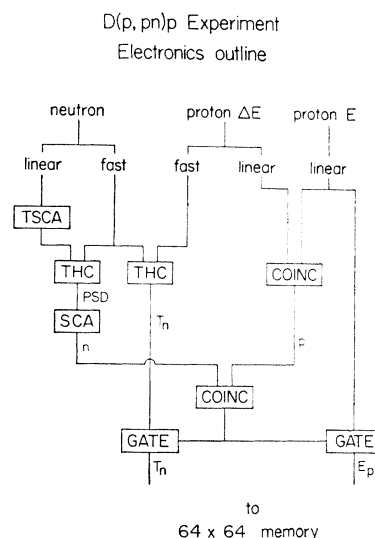 D(p, pn)p Experiment
Electronics outline
neutron
proton ΔE
proton E
linear
fast
fast
linear
linear
TSCA
THC
THC
COINC
PSD
SCA
Tn
n
p
COINC
GATE
GATE
Tn
Ep
to
64 x 64 memory